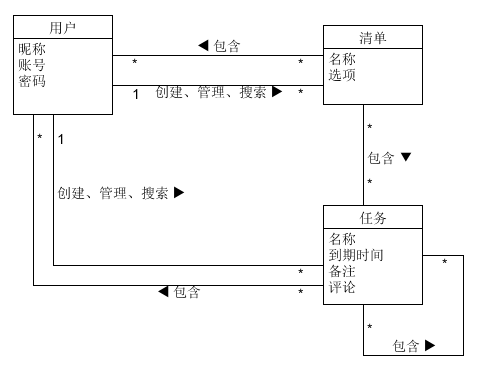 用户
昵称
账号
密码
◀ 包含
清单
名称
选项
* *
1 创建、管理、搜索 ▶ *
* 1
*
包含 ▼
*
创建、管理、搜索 ▶
任务
名称
到期时间
备注
评论
*
*
◀ 包含 *
*
包含 ▶